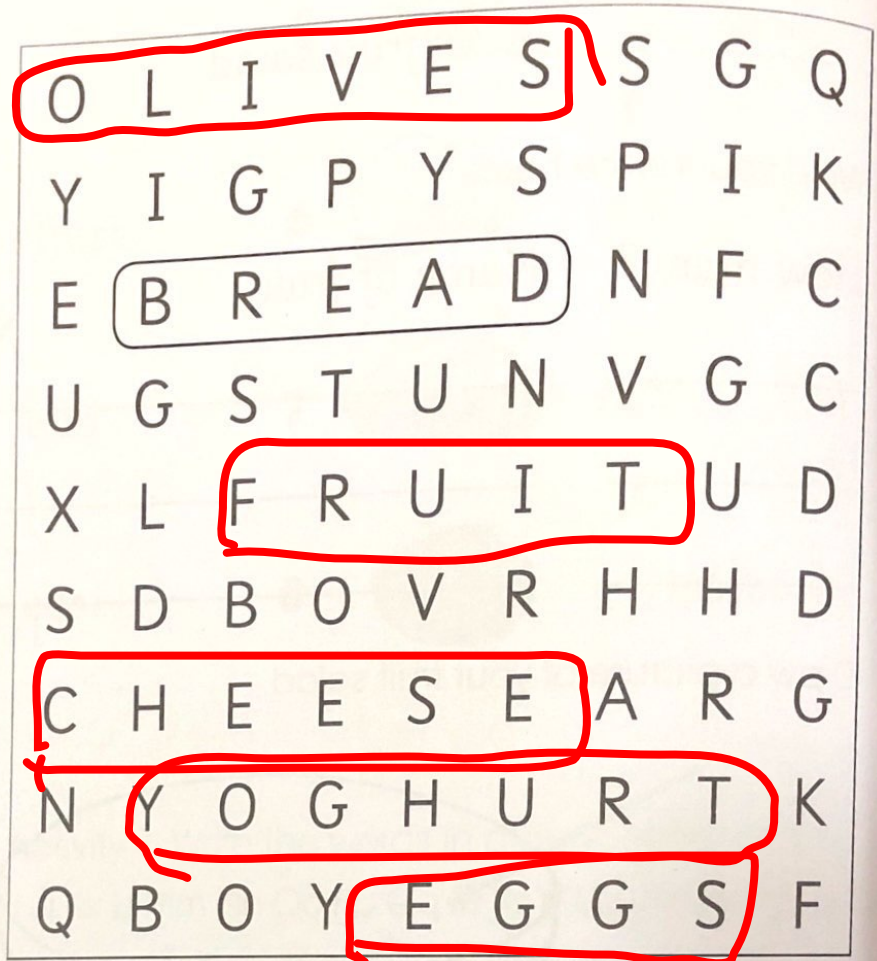 O L I V E S S G Q
Y I G P Y S P I K
E B R E A D N F C
U G S T U N V G C
X L F R U I T U D
S D B O V R H H D
C H E E S E A R G
N Y O G H U R T K
Q B O Y E G G S F